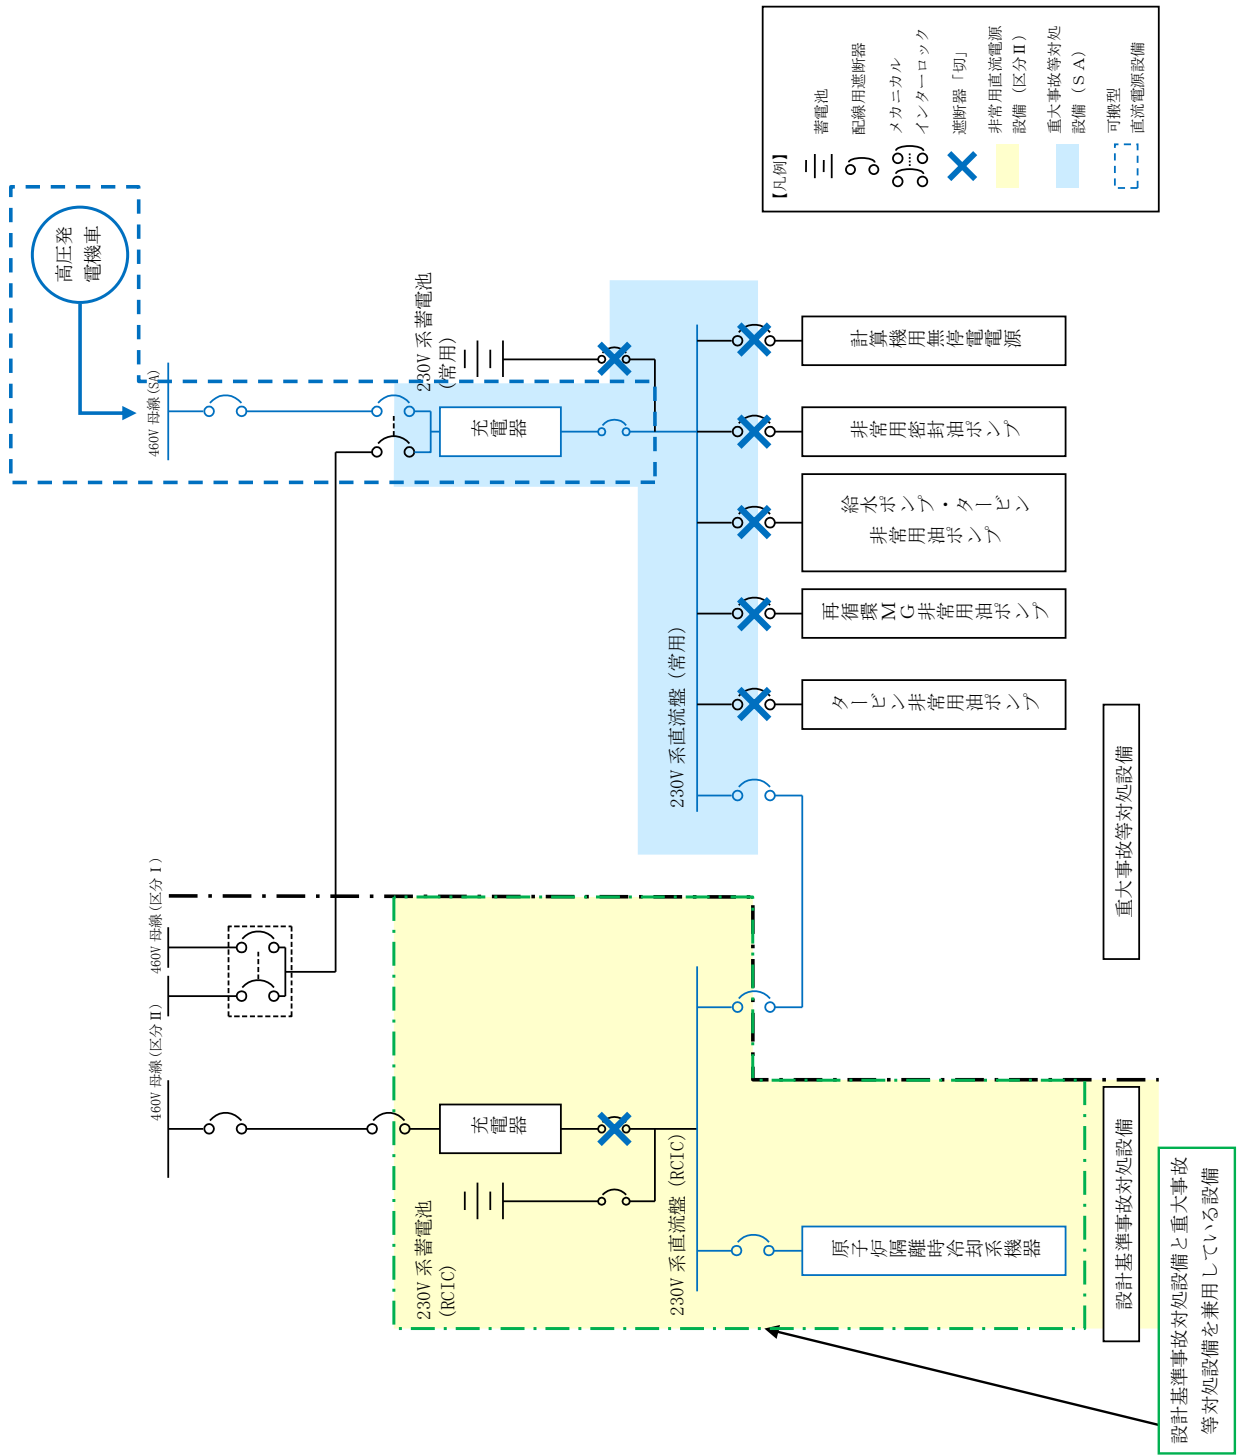 高圧発
電機車
460V 母線(SA)
460V 母線(区分Ⅰ)
460V 母線(区分Ⅱ)
230V 系蓄電池
(常用)
充電器
230V 系蓄電池
(RCIC)
充電器
230V 系直流盤 (常用)
230V 系直流盤 (RCIC)
計算機用無停電電源
非常用密封油ポンプ
給水ポンプ・タービン
非常用油ポンプ
再循環MG非常用油ポンプ
タービン非常用油ポンプ
原子炉隔離時冷却系機器
重大事故等対処設備
設計基準事故対処設備
設計基準事故対処設備と重大事故
等対処設備を兼用している設備
【凡例】
蓄電池
配線用遮断器
メカニカル
インターロック
遮断器「切」
非常用直流電源
設備(区分Ⅱ)
重大事故等対処
設備(SA)
可搬型
直流電源設備